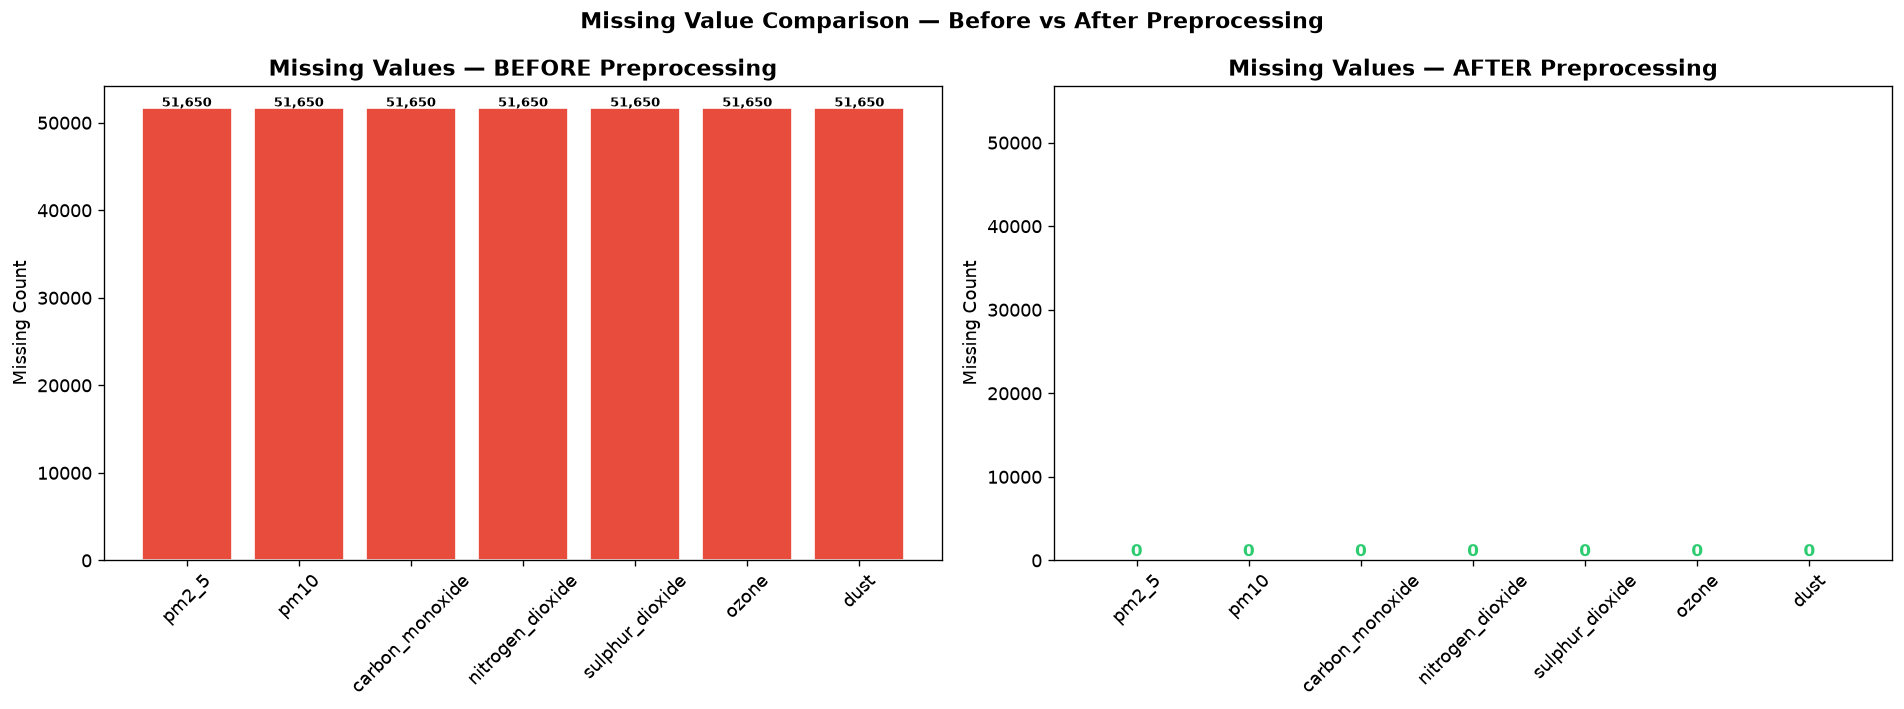 Missing Value Comparison — Before vs After Preprocessing
Missing Values — BEFORE Preprocessing
51,650 51,650 51,650 51,650 51,650 51,650 51,650
Missing Count
50000
40000
30000
20000
10000
0
pm2_5 pm10 carbon_monoxide nitrogen_dioxide sulphur_dioxide ozone dust
Missing Values — AFTER Preprocessing
Missing Count
50000
40000
30000
20000
10000
0
0 0 0 0 0 0 0
pm2_5 pm10 carbon_monoxide nitrogen_dioxide sulphur_dioxide ozone dust